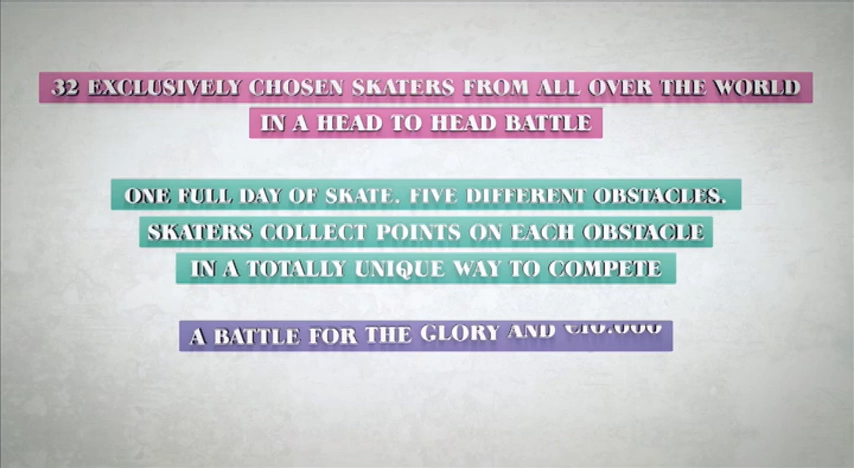 32 EXCLUSIVELY CHOSEN SKATERS FROM ALL OVER THE WORLD
IN A HEAD TO HEAD BATTLE
ONE FULL DAY OF SKATE. FIVE DIFFERENT OBSTACLES.
SKATERS COLLECT POINTS ON EACH OBSTACLE
IN A TOTALLY UNIQUE WAY TO COMPETE
A BATTLE FOR THE GLORY AND